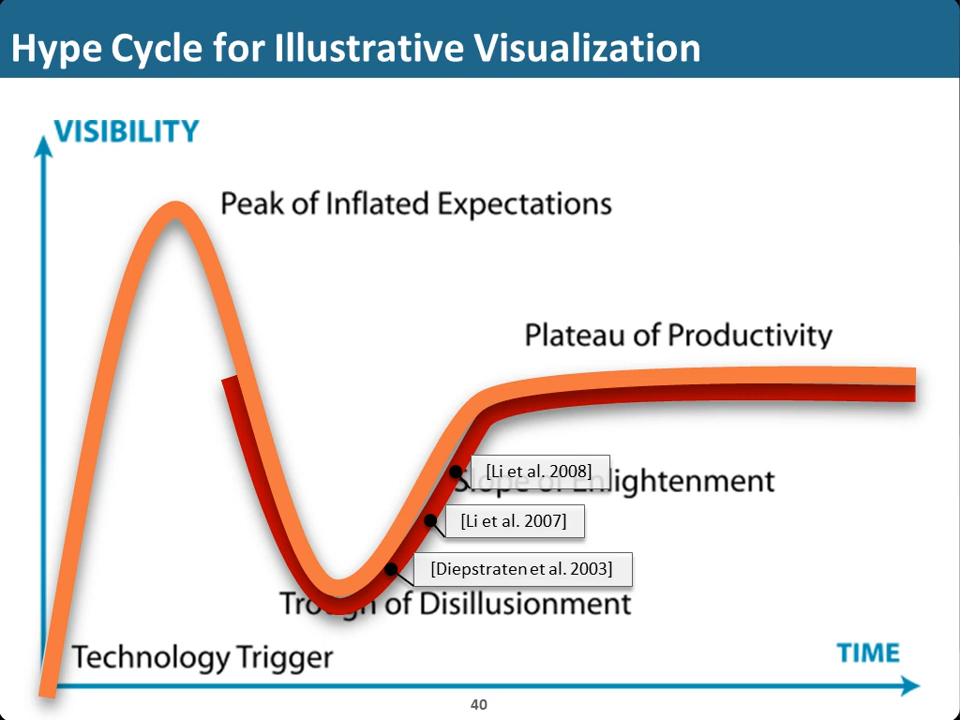 Hype Cycle for Illustrative Visualization
VISIBILITY
Peak of Inflated Expectations
Plateau of Productivity
[Li et al. 2008]
Slope of Enlightenment
[Li et al. 2007]
[Diepstraten et al. 2003]
Trough of Disillusionment
Technology Trigger
TIME
40